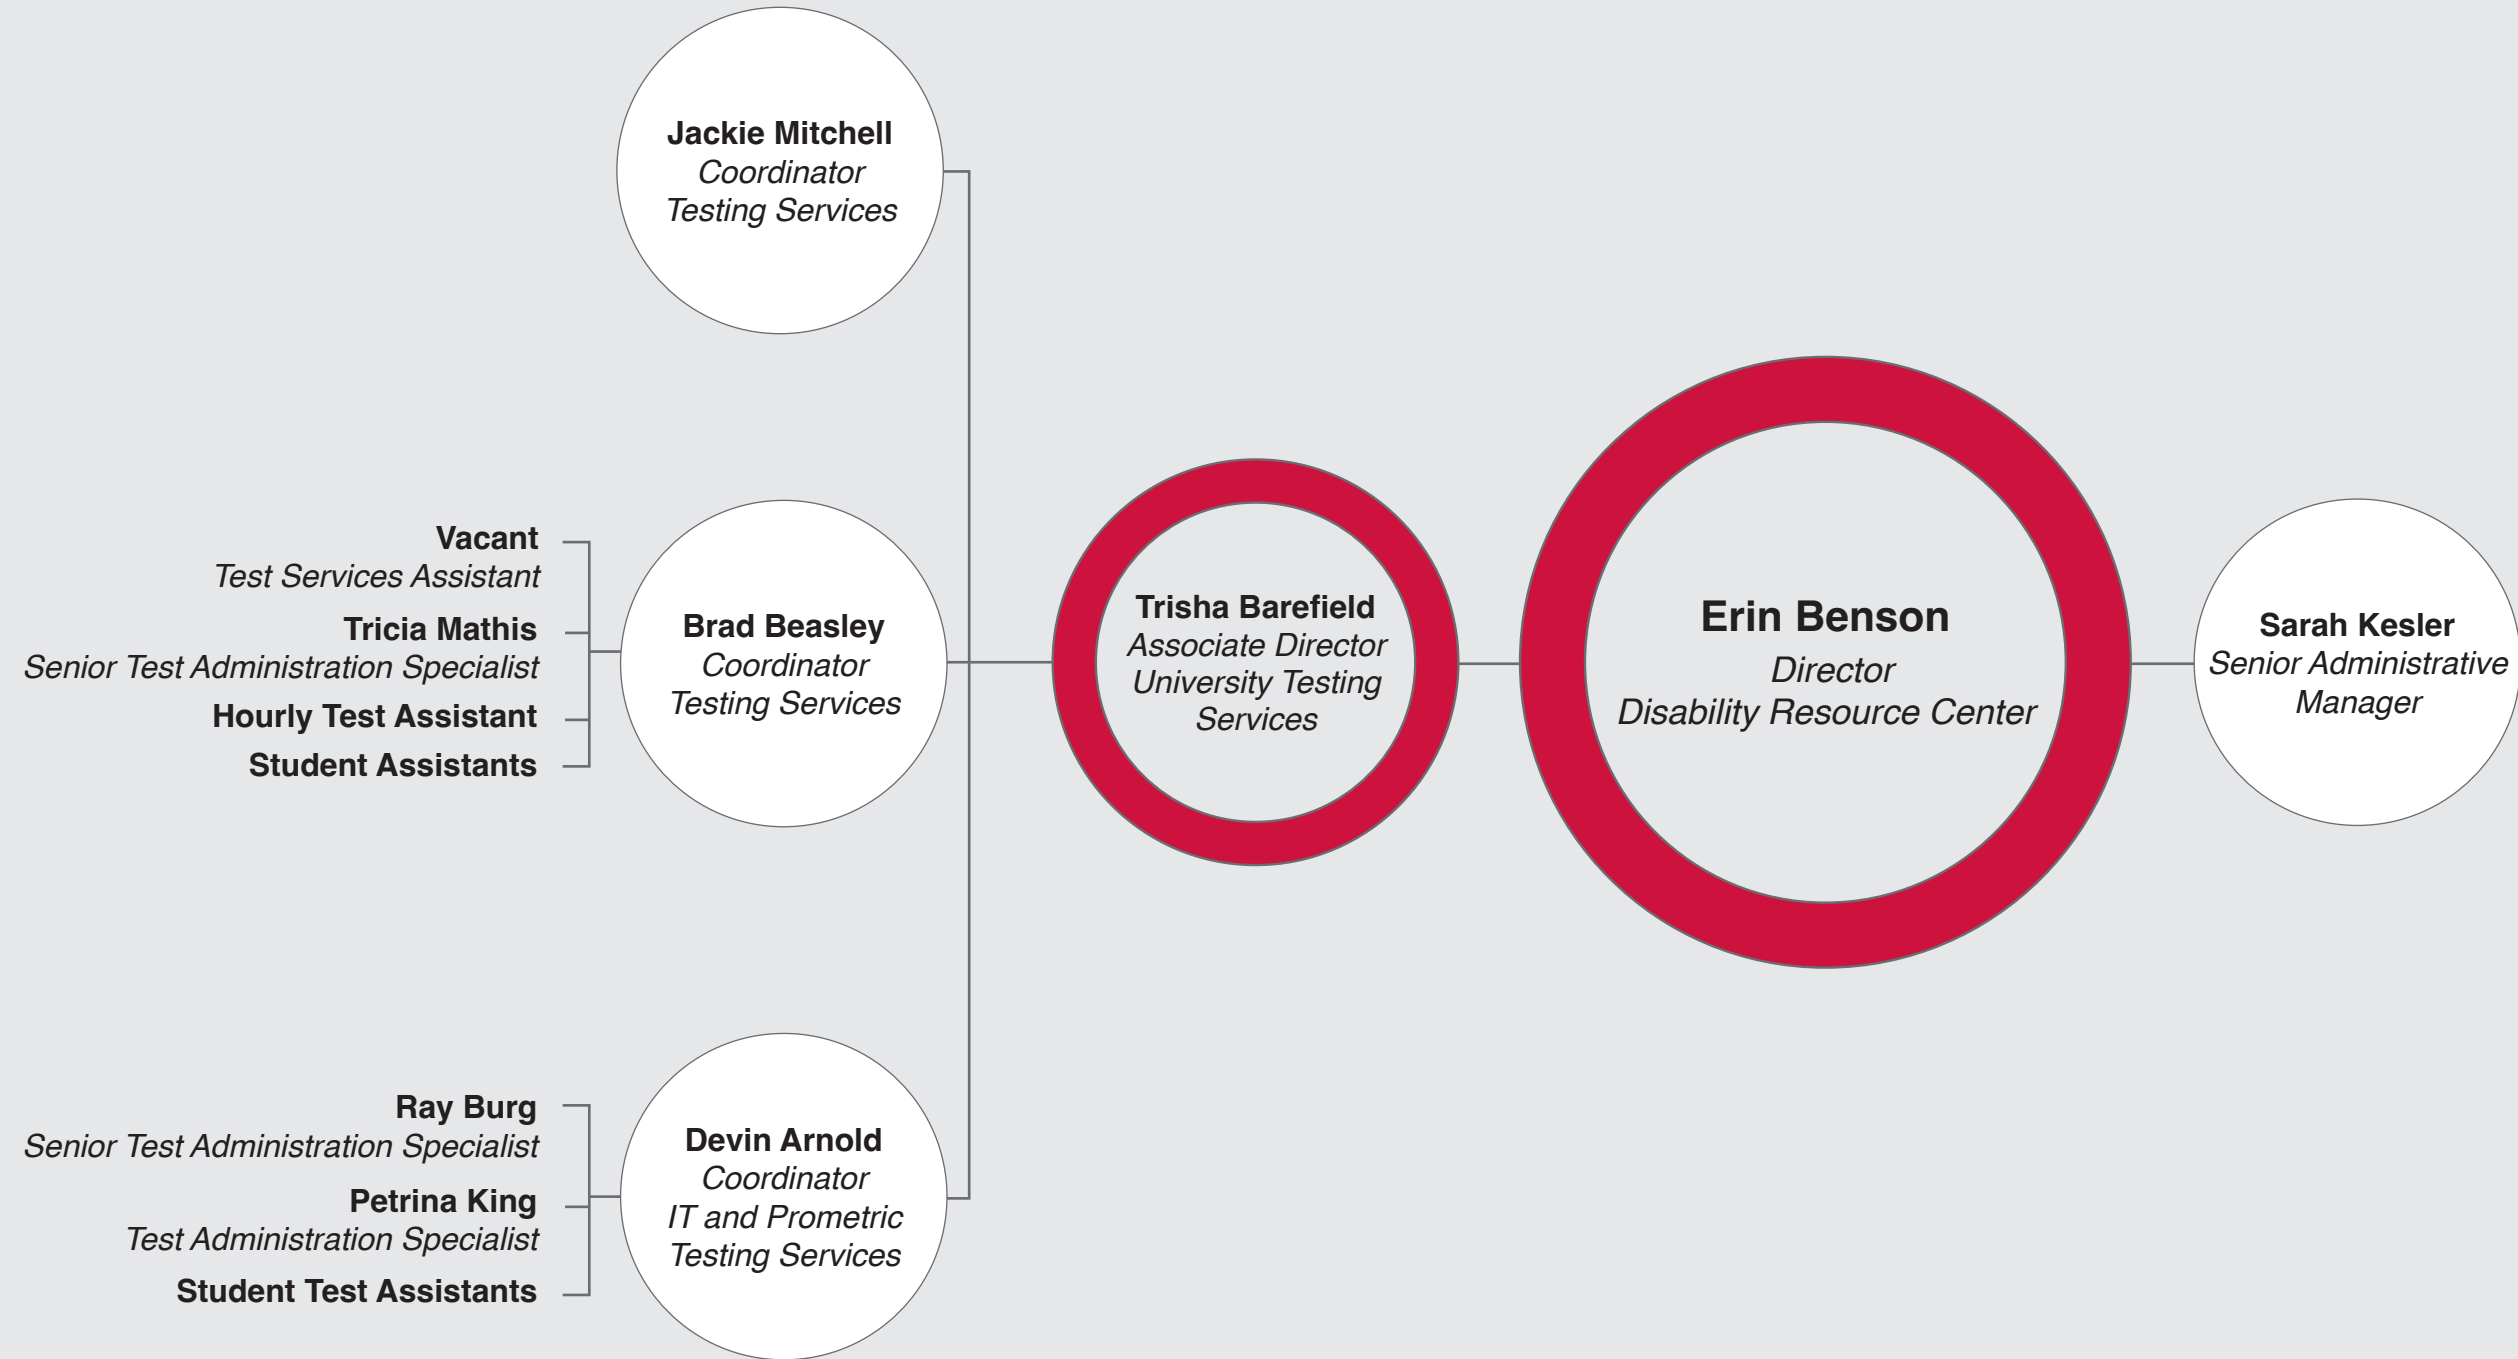 Jackie Mitchell
Coordinator
Testing Services
Vacant
Test Services Assistant
Tricia Mathis
Senior Test Administration Specialist
Hourly Test Assistant
Student Assistants
Brad Beasley
Coordinator
Testing Services
Trisha Barefield
Associate Director
University Testing
Services
Erin Benson
Director
Disability Resource Center
Sarah Kesler
Senior Administrative
Manager
Ray Burg
Senior Test Administration Specialist
Petrina King
Test Administration Specialist
Student Test Assistants
Devin Arnold
Coordinator
IT and Prometric
Testing Services